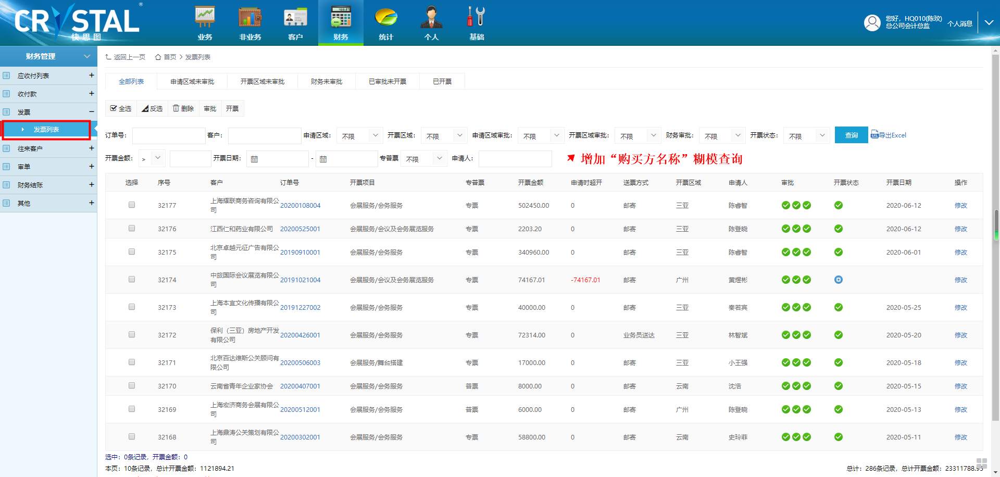 CRYSTAL ®
快思图
业务 非业务 客户 财务 统计 个人 基础
您好，HQ010(陈玟)
总公司会计总监
个人消息
财务管理
应收付列表 +
收付款 +
发票 −
发票列表
往来客户 +
审单 +
财务结账 +
其他 +
返回上一页 首页 > 发票列表
全部列表 申请区域未审批 开票区域未审批 财务未审批 已审批未开票 已开票
全选 反选 删除 审批 开票
订单号： 客户： 申请区域： 不限 开票区域： 不限 申请区域审批： 不限 开票区域审批： 不限 财务审批： 不限 开票状态： 不限 查询 导出Excel
开票金额： > 开票日期： - 专普票 不限 申请人： 增加“购买方名称”糊模查询
选择 序号 客户 订单号 开票项目 专普票 开票金额 申请时超开 送票方式 开票区域 申请人 审批 开票状态 开票日期 操作
32177 上海耀联商务咨询有限公司 20200108004 会展服务/会务服务 专票 502450.00 0 邮寄 三亚 陈睿智 2020-06-12 修改
32176 江西仁和药业有限公司 20200525001 会展服务/会议及会务展览服务 专票 2203.20 0 邮寄 三亚 陈登晓 2020-06-12 修改
32175 北京卓越元征广告有限公司 20190910001 会展服务/会务服务 专票 340960.00 0 邮寄 三亚 陈睿智 2020-06-01 修改
32174 中旅国际会议展览有限公司 20191021004 会展服务/会议及会务展览服务 专票 74167.01 -74167.01 邮寄 广州 黄煜彬 修改
32173 上海本宜文化传播有限公司 20191227002 会展服务/会务服务 专票 40000.00 0 邮寄 三亚 秦若宾 2020-05-25 修改
32172 保利（三亚）房地产开发有限公司 20200426001 会展服务/会务服务 专票 72314.00 0 业务员送达 三亚 林智斌 2020-05-20 修改
32171 北京百达维斯公关顾问有限公司 20200506003 会展服务/舞台搭建 专票 17000.00 0 邮寄 三亚 小王强 2020-05-18 修改
32170 云南省青年企业家协会 20200407001 会展服务/会务服务 普票 8000.00 0 邮寄 云南 沈浩 2020-05-15 修改
32169 上海宏济商务会展有限公司 20200512001 会展服务/会务服务 普票 6000.00 0 邮寄 广州 陈登晓 2020-05-13 修改
32168 上海鼎涛公关策划有限公司 20200302001 会展服务/会务服务 专票 58800.00 0 邮寄 云南 史玲菲 2020-05-11 修改
选中：0条记录，开票金额：0
本页：10条记录，总计开票金额：1121894.21 总计：286条记录，总计开票金额：23311788.95